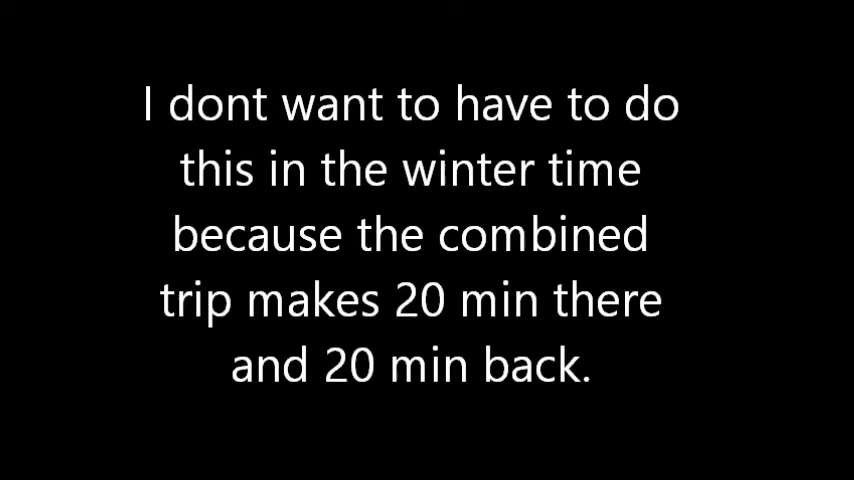 I dont want to have to do
this in the winter time
because the combined
trip makes 20 min there
and 20 min back.